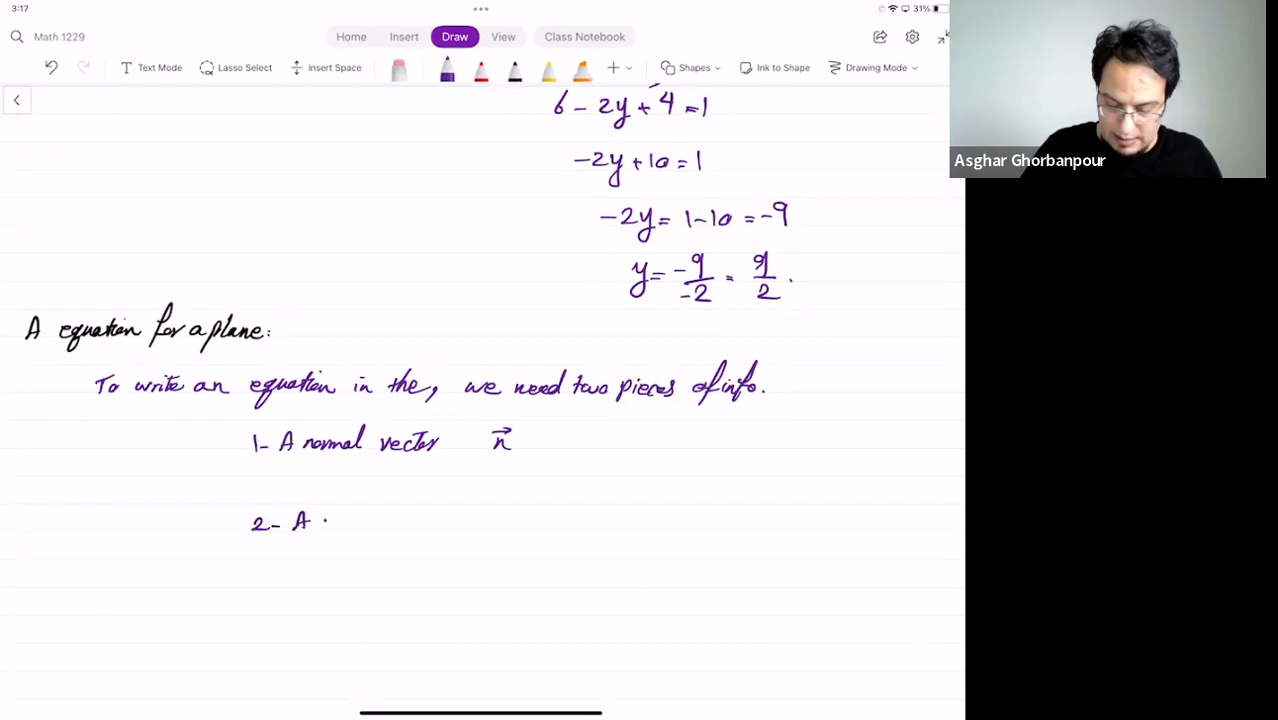 3:17
31%
Math 1229
Home Insert Draw View Class Notebook
Text Mode Lasso Select Insert Space Shapes Ink to Shape Drawing Mode
Asghar Ghorbanpour
6 - 2y + 4 = 1
-2y + 10 = 1
-2y = 1 - 10 = -9
y = -9/-2 = 9/2.
A equation for a plane:
To write an equation in the, we need two pieces of info.
1- A normal vector n⃗
2- A